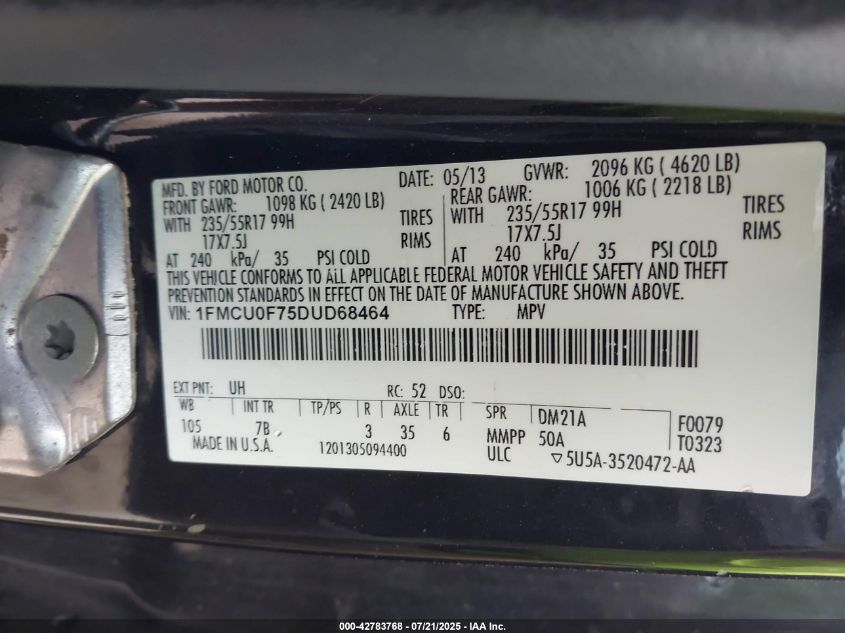 MFD. BY FORD MOTOR CO. DATE: 05/13 GVWR: 2096 KG ( 4620 LB)
FRONT GAWR: 1098 KG ( 2420 LB) REAR GAWR: 1006 KG ( 2218 LB)
WITH 235/55R17 99H TIRES WITH 235/55R17 99H TIRES
17X7.5J RIMS 17X7.5J RIMS
AT 240 kPa/ 35 PSI COLD AT 240 kPa/ 35 PSI COLD
THIS VEHICLE CONFORMS TO ALL APPLICABLE FEDERAL MOTOR VEHICLE SAFETY AND THEFT
PREVENTION STANDARDS IN EFFECT ON THE DATE OF MANUFACTURE SHOWN ABOVE.
VIN: 1FMCU0F75DUD68464 TYPE: MPV
EXT PNT: UH RC: 52 DSO:
WB INT TR TP/PS R AXLE TR SPR DM21A F0079
105 7B 3 35 6 MMPP 50A T0323
MADE IN U.S.A. 1201305094400 ULC ▽5U5A-3520472-AA
000-42783768 - 07/21/2025 - IAA Inc.